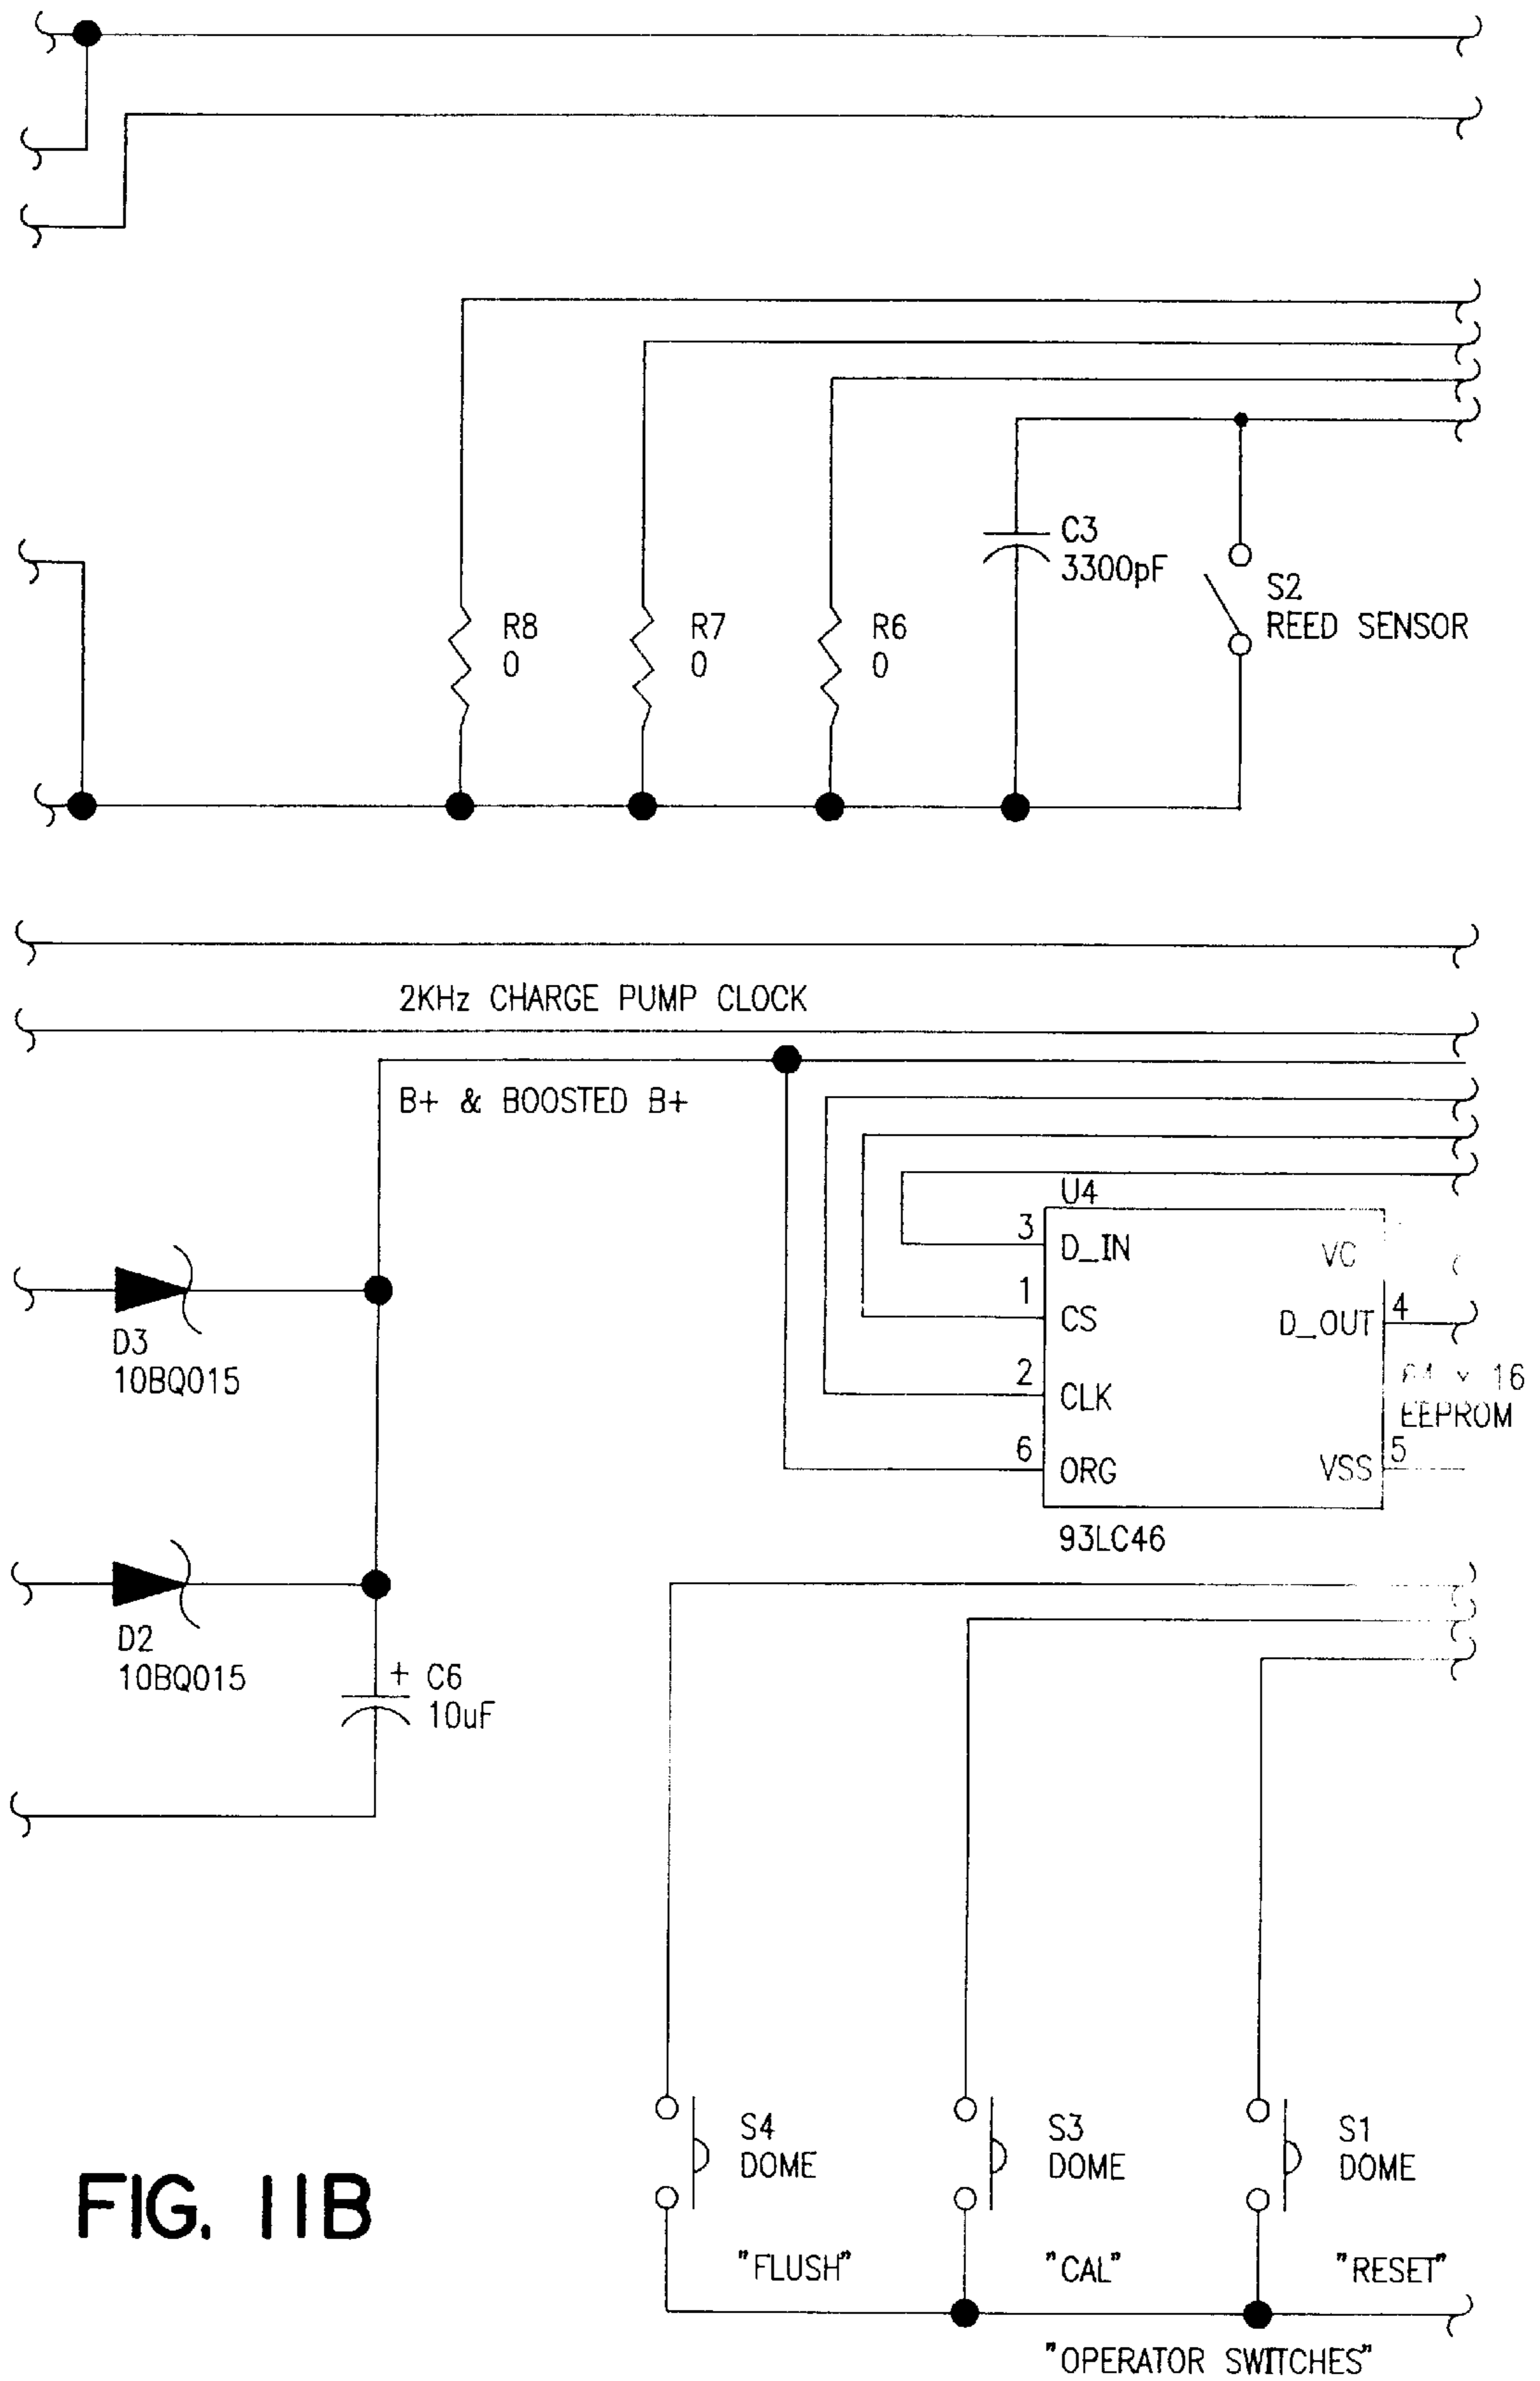 C3
3300pF
S2
REED SENSOR
R8
0
R7
0
R6
0
2KHz CHARGE PUMP CLOCK
B+ & BOOSTED B+
U4
3
D_IN
VC
1
CS
D_OUT
4
2
CLK
16
EEPROM
6
ORG
VSS
5
93LC46
D3
10BQ015
D2
10BQ015
+ C6
10uF
S4
DOME
S3
DOME
S1
DOME
"FLUSH"
"CAL"
"RESET"
"OPERATOR SWITCHES"
FIG. 11B